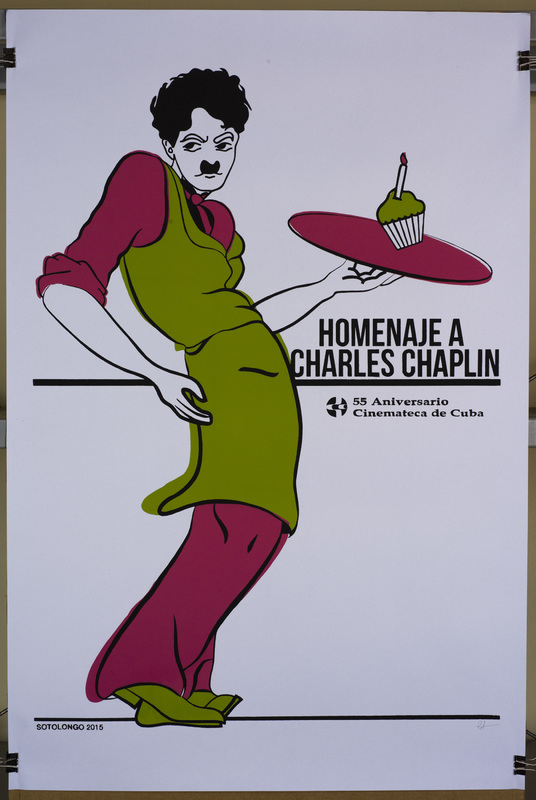 HOMENAJE A
CHARLES CHAPLIN
55 Aniversario
Cinemateca de Cuba
SOTOLONGO 2015